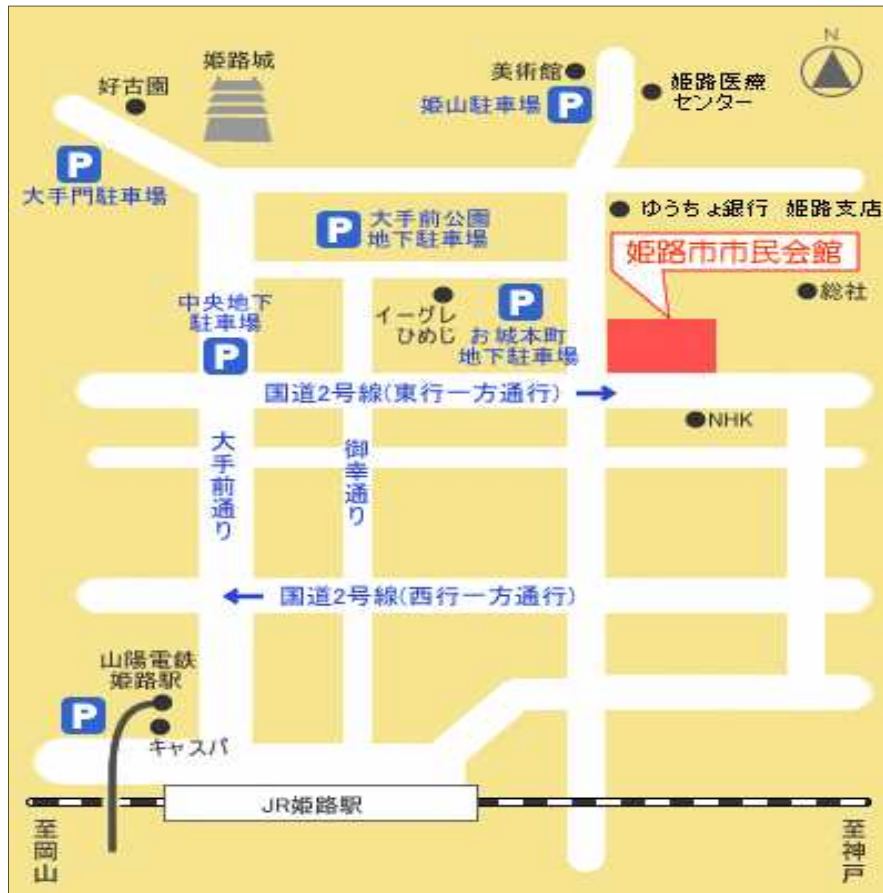 N
姫路城
好古園
美術館
姫山駐車場
P
姫路医療
センター
P
大手門駐車場
P
大手前公園
地下駐車場
ゆうちょ銀行 姫路支店
姫路市市民会館
総社
中央地下
駐車場
P
イーグレ
ひめじ
P
お城本町
地下駐車場
国道2号線(東行一方通行)→
NHK
大手前通り
御幸通り
←国道2号線(西行一方通行)
山陽電鉄
姫路駅
P
キャスパ
JR姫路駅
至岡山
至神戸